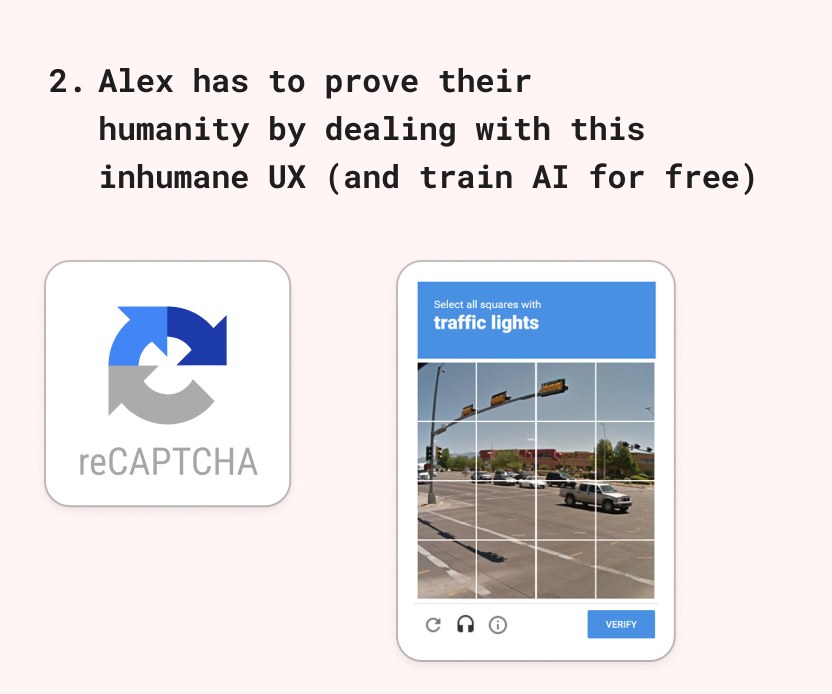 2. Alex has to prove their
humanity by dealing with this
inhumane UX (and train AI for free)
reCAPTCHA
Select all squares with
traffic lights
VERIFY